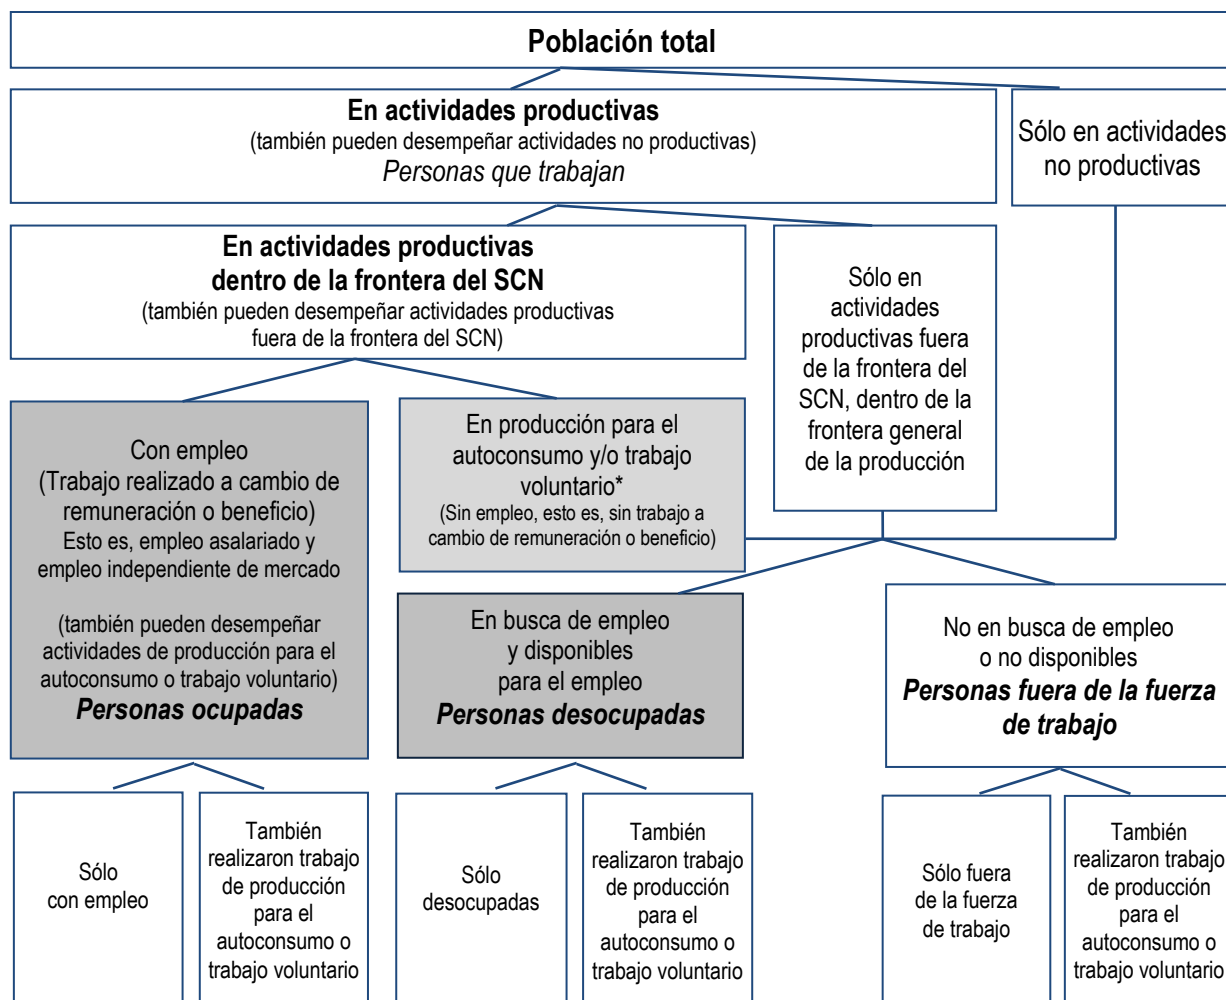 Población total
En actividades productivas
(también pueden desempeñar actividades no productivas)
Personas que trabajan
Sólo en actividades
no productivas
En actividades productivas
dentro de la frontera del SCN
(también pueden desempeñar actividades productivas
fuera de la frontera del SCN)
Sólo en
actividades
productivas fuera
de la frontera del
SCN, dentro de la
frontera general
de la producción
Con empleo
(Trabajo realizado a cambio de
remuneración o beneficio)
Esto es, empleo asalariado y
empleo independiente de mercado
(también pueden desempeñar
actividades de producción para el
autoconsumo o trabajo voluntario)
Personas ocupadas
En producción para el
autoconsumo y/o trabajo
voluntario*
(Sin empleo, esto es, sin trabajo a
cambio de remuneración o beneficio)
En busca de empleo
y disponibles
para el empleo
Personas desocupadas
No en busca de empleo
o no disponibles
Personas fuera de la fuerza
de trabajo
Sólo
con empleo
También
realizaron trabajo
de producción
para el
autoconsumo o
trabajo voluntario
Sólo
desocupadas
También
realizaron trabajo
de producción
para el
autoconsumo o
trabajo voluntario
Sólo fuera
de la fuerza
de trabajo
También
realizaron trabajo
de producción
para el
autoconsumo o
trabajo voluntario